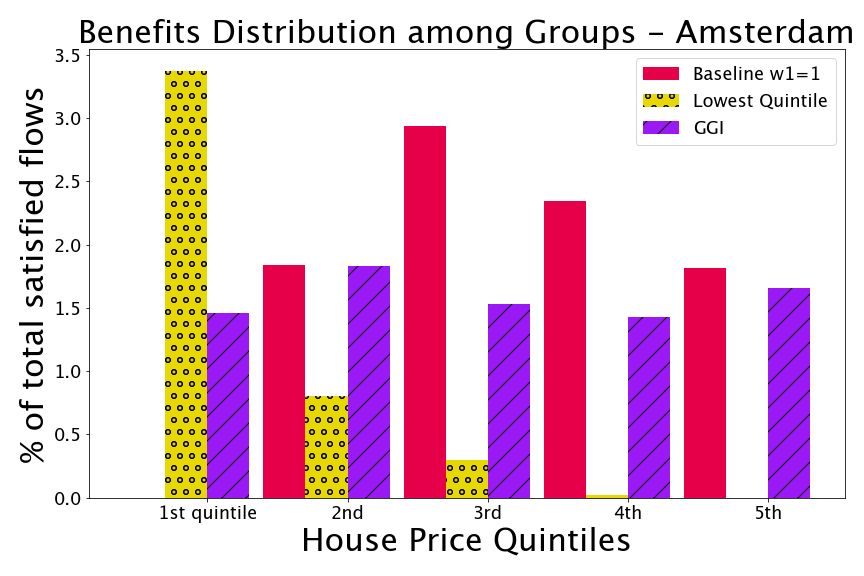 Benefits Distribution among Groups - Amsterdam
Baseline w1=1
Lowest Quintile
GGI
% of total satisfied flows
3.5
3.0
2.5
2.0
1.5
1.0
0.5
0.0
1st quintile 2nd 3rd 4th 5th
House Price Quintiles